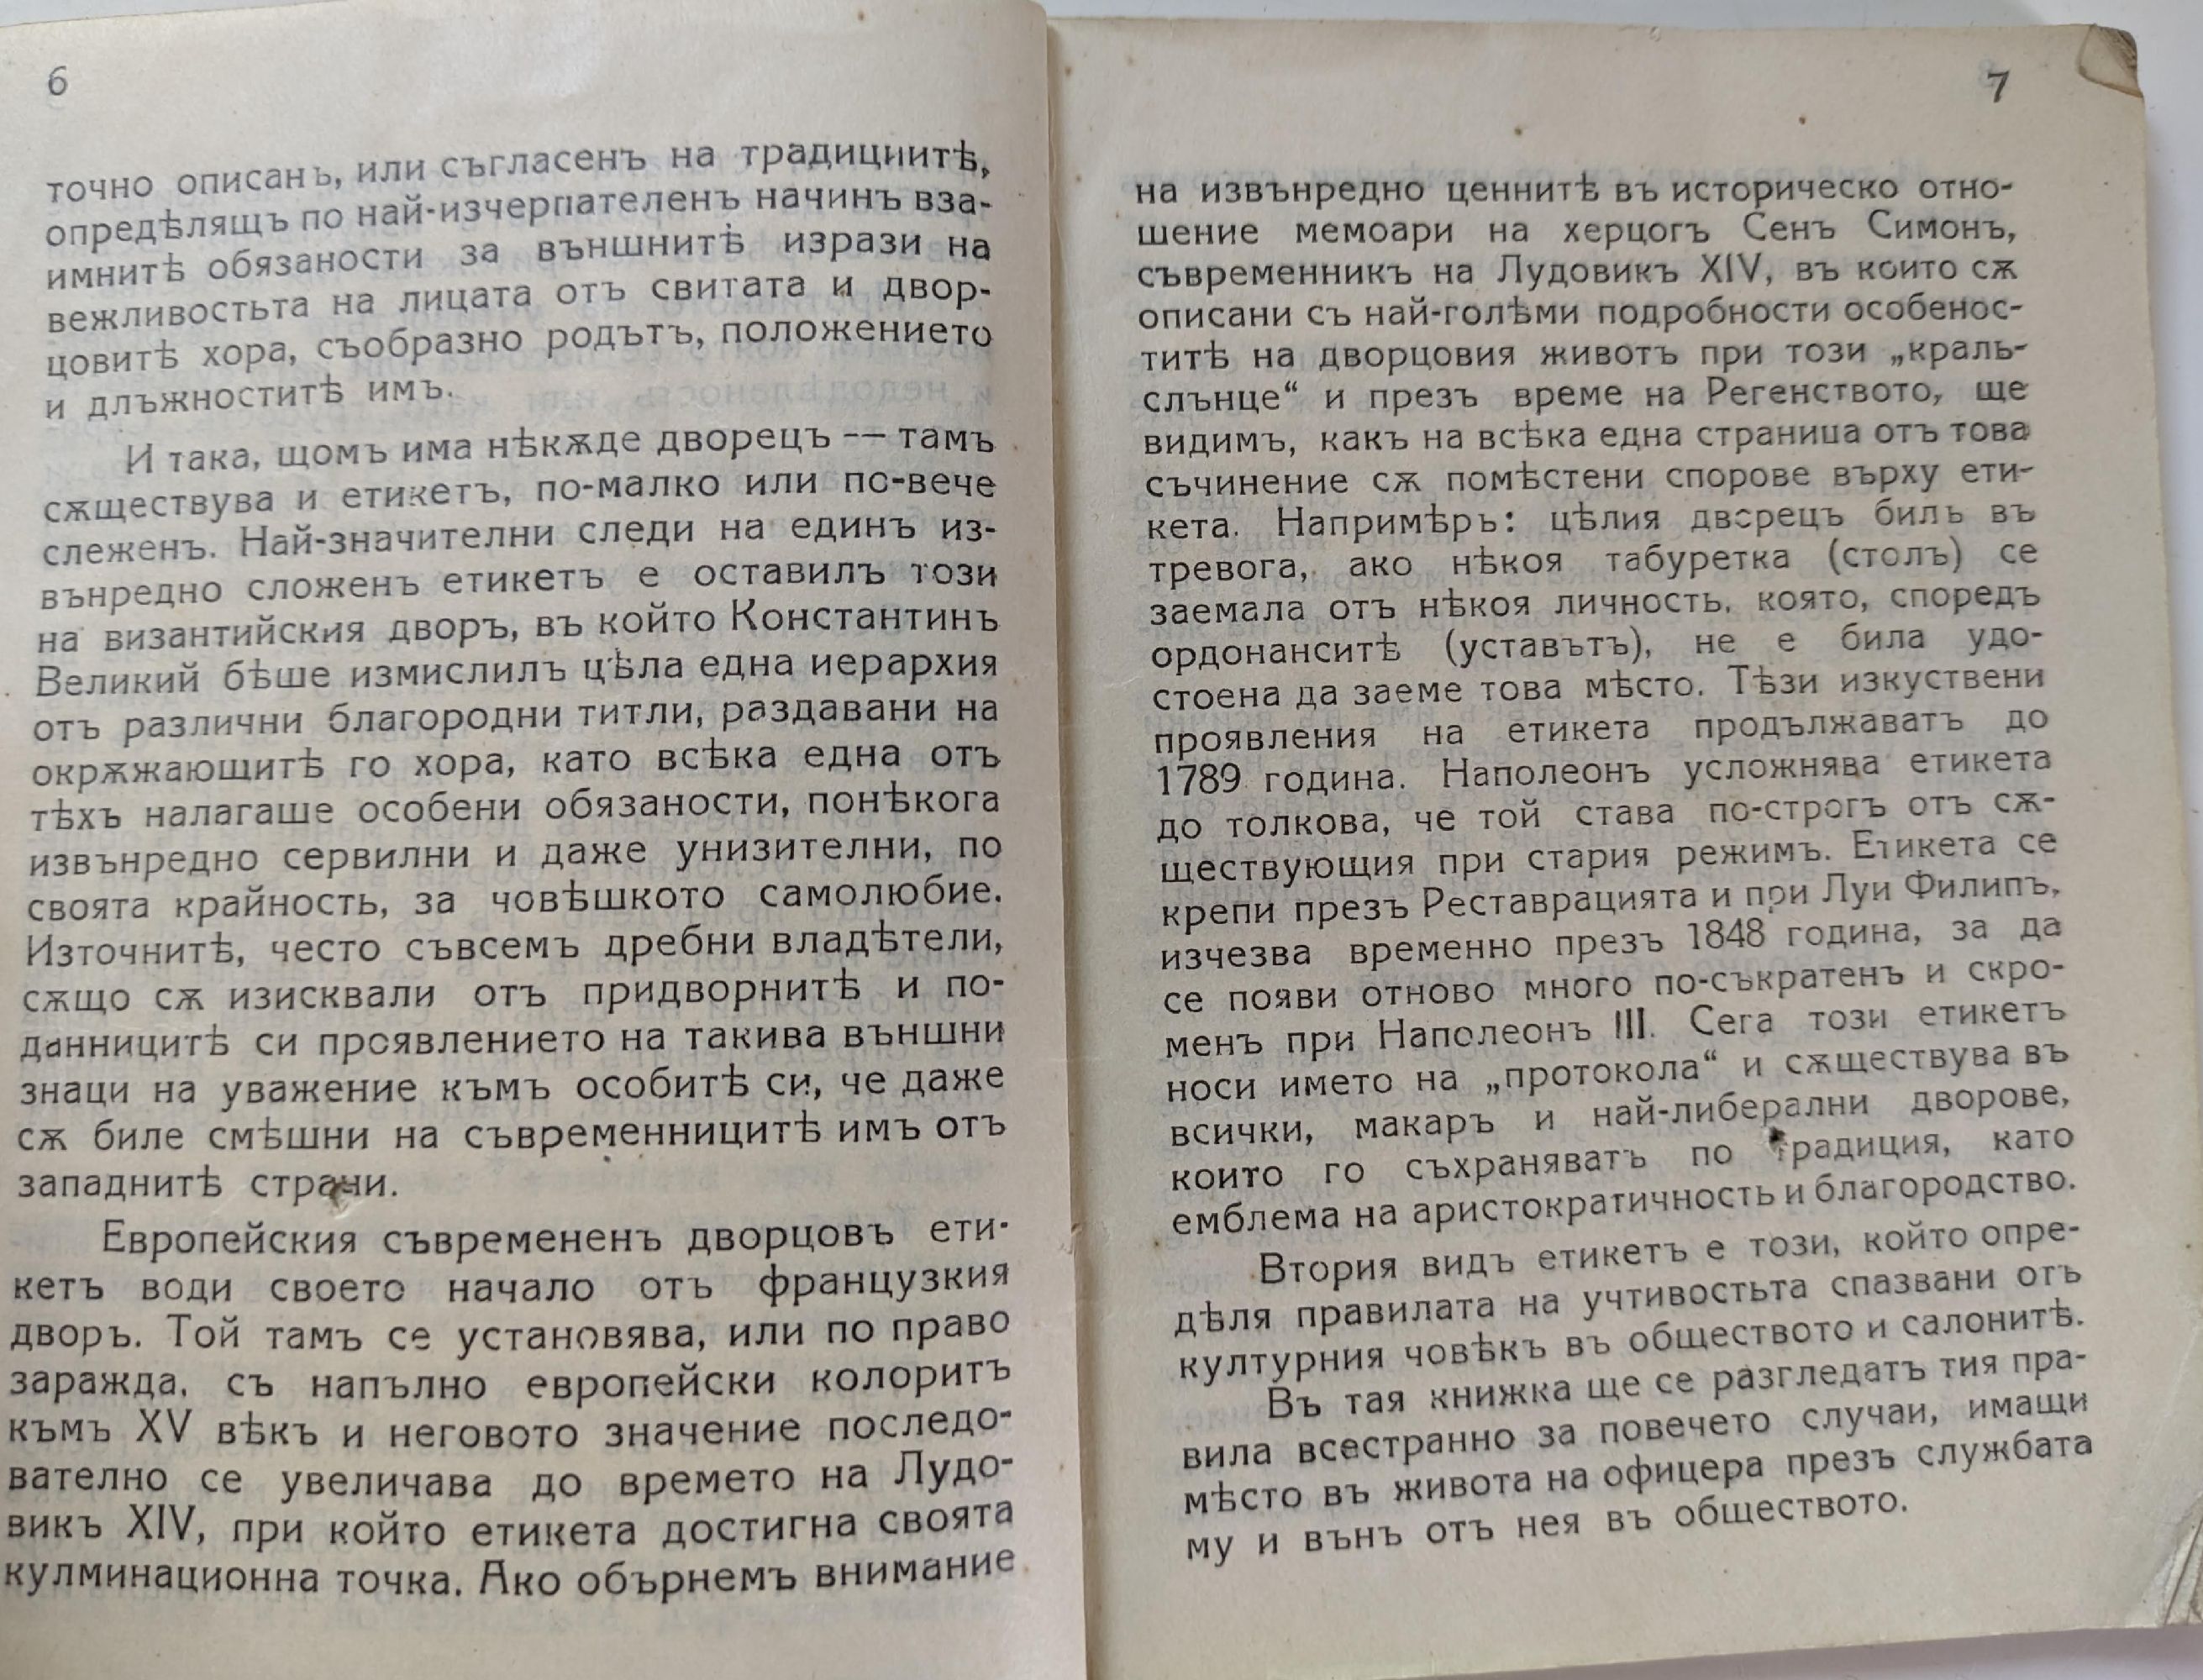 6
точно описанъ, или съгласенъ на традициитѣ,
опредѣлящъ по най-изчерпателенъ начинъ вза-
имнитѣ обязаности за външнитѣ изрази на
вежливостьта на лицата отъ свитата и двор-
цовитѣ хора, съобразно родътъ, положението
и длъжноститѣ имъ.
И така, щомъ има нѣкѫде дворецъ –– тамъ
сѫществува и етикетъ, по-малко или по-вече
слеженъ. Най-значителни следи на единъ из-
вънредно сложенъ етикетъ е оставилъ този
на византийския дворъ, въ който Константинъ
Великий бѣше измислилъ цѣла една иерархия
отъ различни благородни титли, раздавани на
окрѫжающитѣ го хора, като всѣка една отъ
тѣхъ налагаше особени обязаности, понѣкога
извънредно сервилни и даже унизителни, по
своята крайность, за човѣшкото самолюбие.
Източнитѣ, често съвсемъ дребни владѣтели,
сѫщо сѫ изисквали отъ придворнитѣ и по-
данницитѣ си проявлението на такива външни
знаци на уважение към особитѣ си, че даже
сѫ биле смѣшни на съвременницитѣ имъ отъ
западнитѣ страни.
Европейския съвремененъ дворцовъ ети-
кетъ води своето начало отъ французкия
дворъ. Той тамъ се установява, или по право
заражда, съ напълно европейски колоритъ
къмъ XV вѣкъ и неговото значение последо-
вателно се увеличава до времето на Лудо-
викъ XIV, при който етикета достигна своята
кулминационна точка. Ако обърнемъ внимание
7
на извънредно ценнитѣ въ историческо отно-
шение мемоари на херцогъ Сенъ Симонъ,
съвременникъ на Лудовикъ XIV, въ които сѫ
описани съ най-голѣми подробности особенос-
титѣ на дворцовия животъ при този „краль-
слънце“ и презъ време на Регенството, ще
видимъ, какъ на всѣка една страница отъ това
съчинение сѫ помѣстени спорове върху ети-
кета. Напримѣръ: цѣлия дворецъ билъ въ
тревога, ако нѣкоя табуретка (столъ) се
заемала отъ нѣкоя личность, която, споредъ
ордонанситѣ (уставътъ), не е била удо-
стоена да заеме това мѣсто. Тѣзи изкуствени
проявления на етикета продължаватъ до
1789 година. Наполеонъ усложнява етикета
до толкова, че той става по-строгъ отъ сѫ-
ществующия при стария режимъ. Етикета се
крепи презъ Реставрацията и при Луи Филипъ,
изчезва временно презъ 1848 година, за да
се появи отново много по-съкратенъ и скро-
менъ при Наполеонъ III. Сега този етикетъ
носи името на „протокола“ и сѫществува въ
всички, макаръ и най-либерални дворове,
които го съхраняватъ по традиция, като
емблема на аристократичность и благородство.
Втория видъ етикетъ е този, който опре-
дѣля правилата на учтивостьта спазвани отъ
културния човѣкъ въ обществото и салонитѣ.
Въ тая книжка ще се разгледатъ тия пра-
вила всестранно за повечето случаи, имащи
мѣсто въ живота на офицера презъ службата
му и вънъ отъ нея въ обществото.